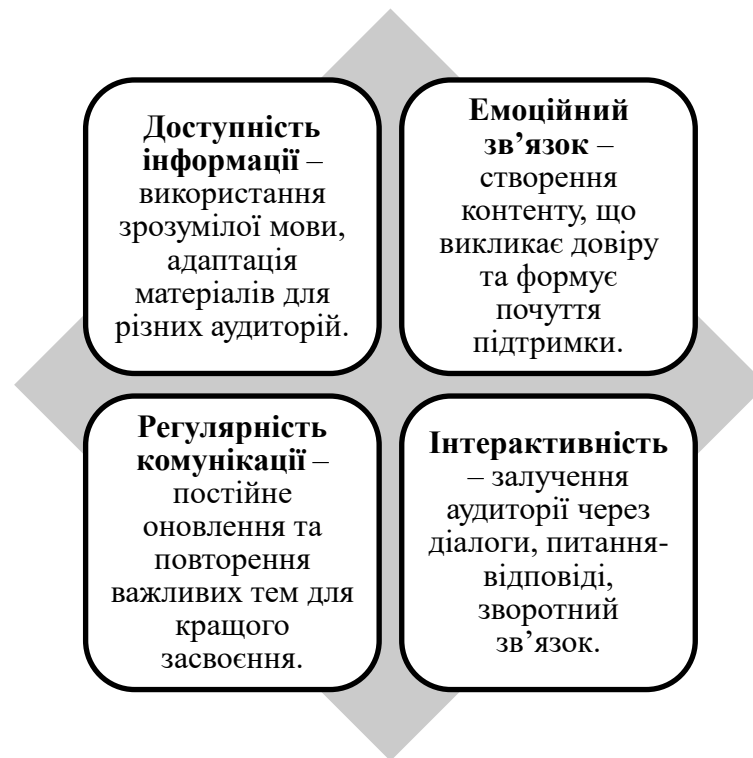 Доступність
інформації –
використання
зрозумілої мови,
адаптація
матеріалів для
різних аудиторій.
Емоційний
зв’язок –
створення
контенту, що
викликає довіру
та формує
почуття
підтримки.
Регулярність
комунікації –
постійне
оновлення та
повторення
важливих тем для
кращого
засвоєння.
Інтерактивність
– залучення
аудиторії через
діалоги, питання-
відповіді,
зворотний
зв’язок.